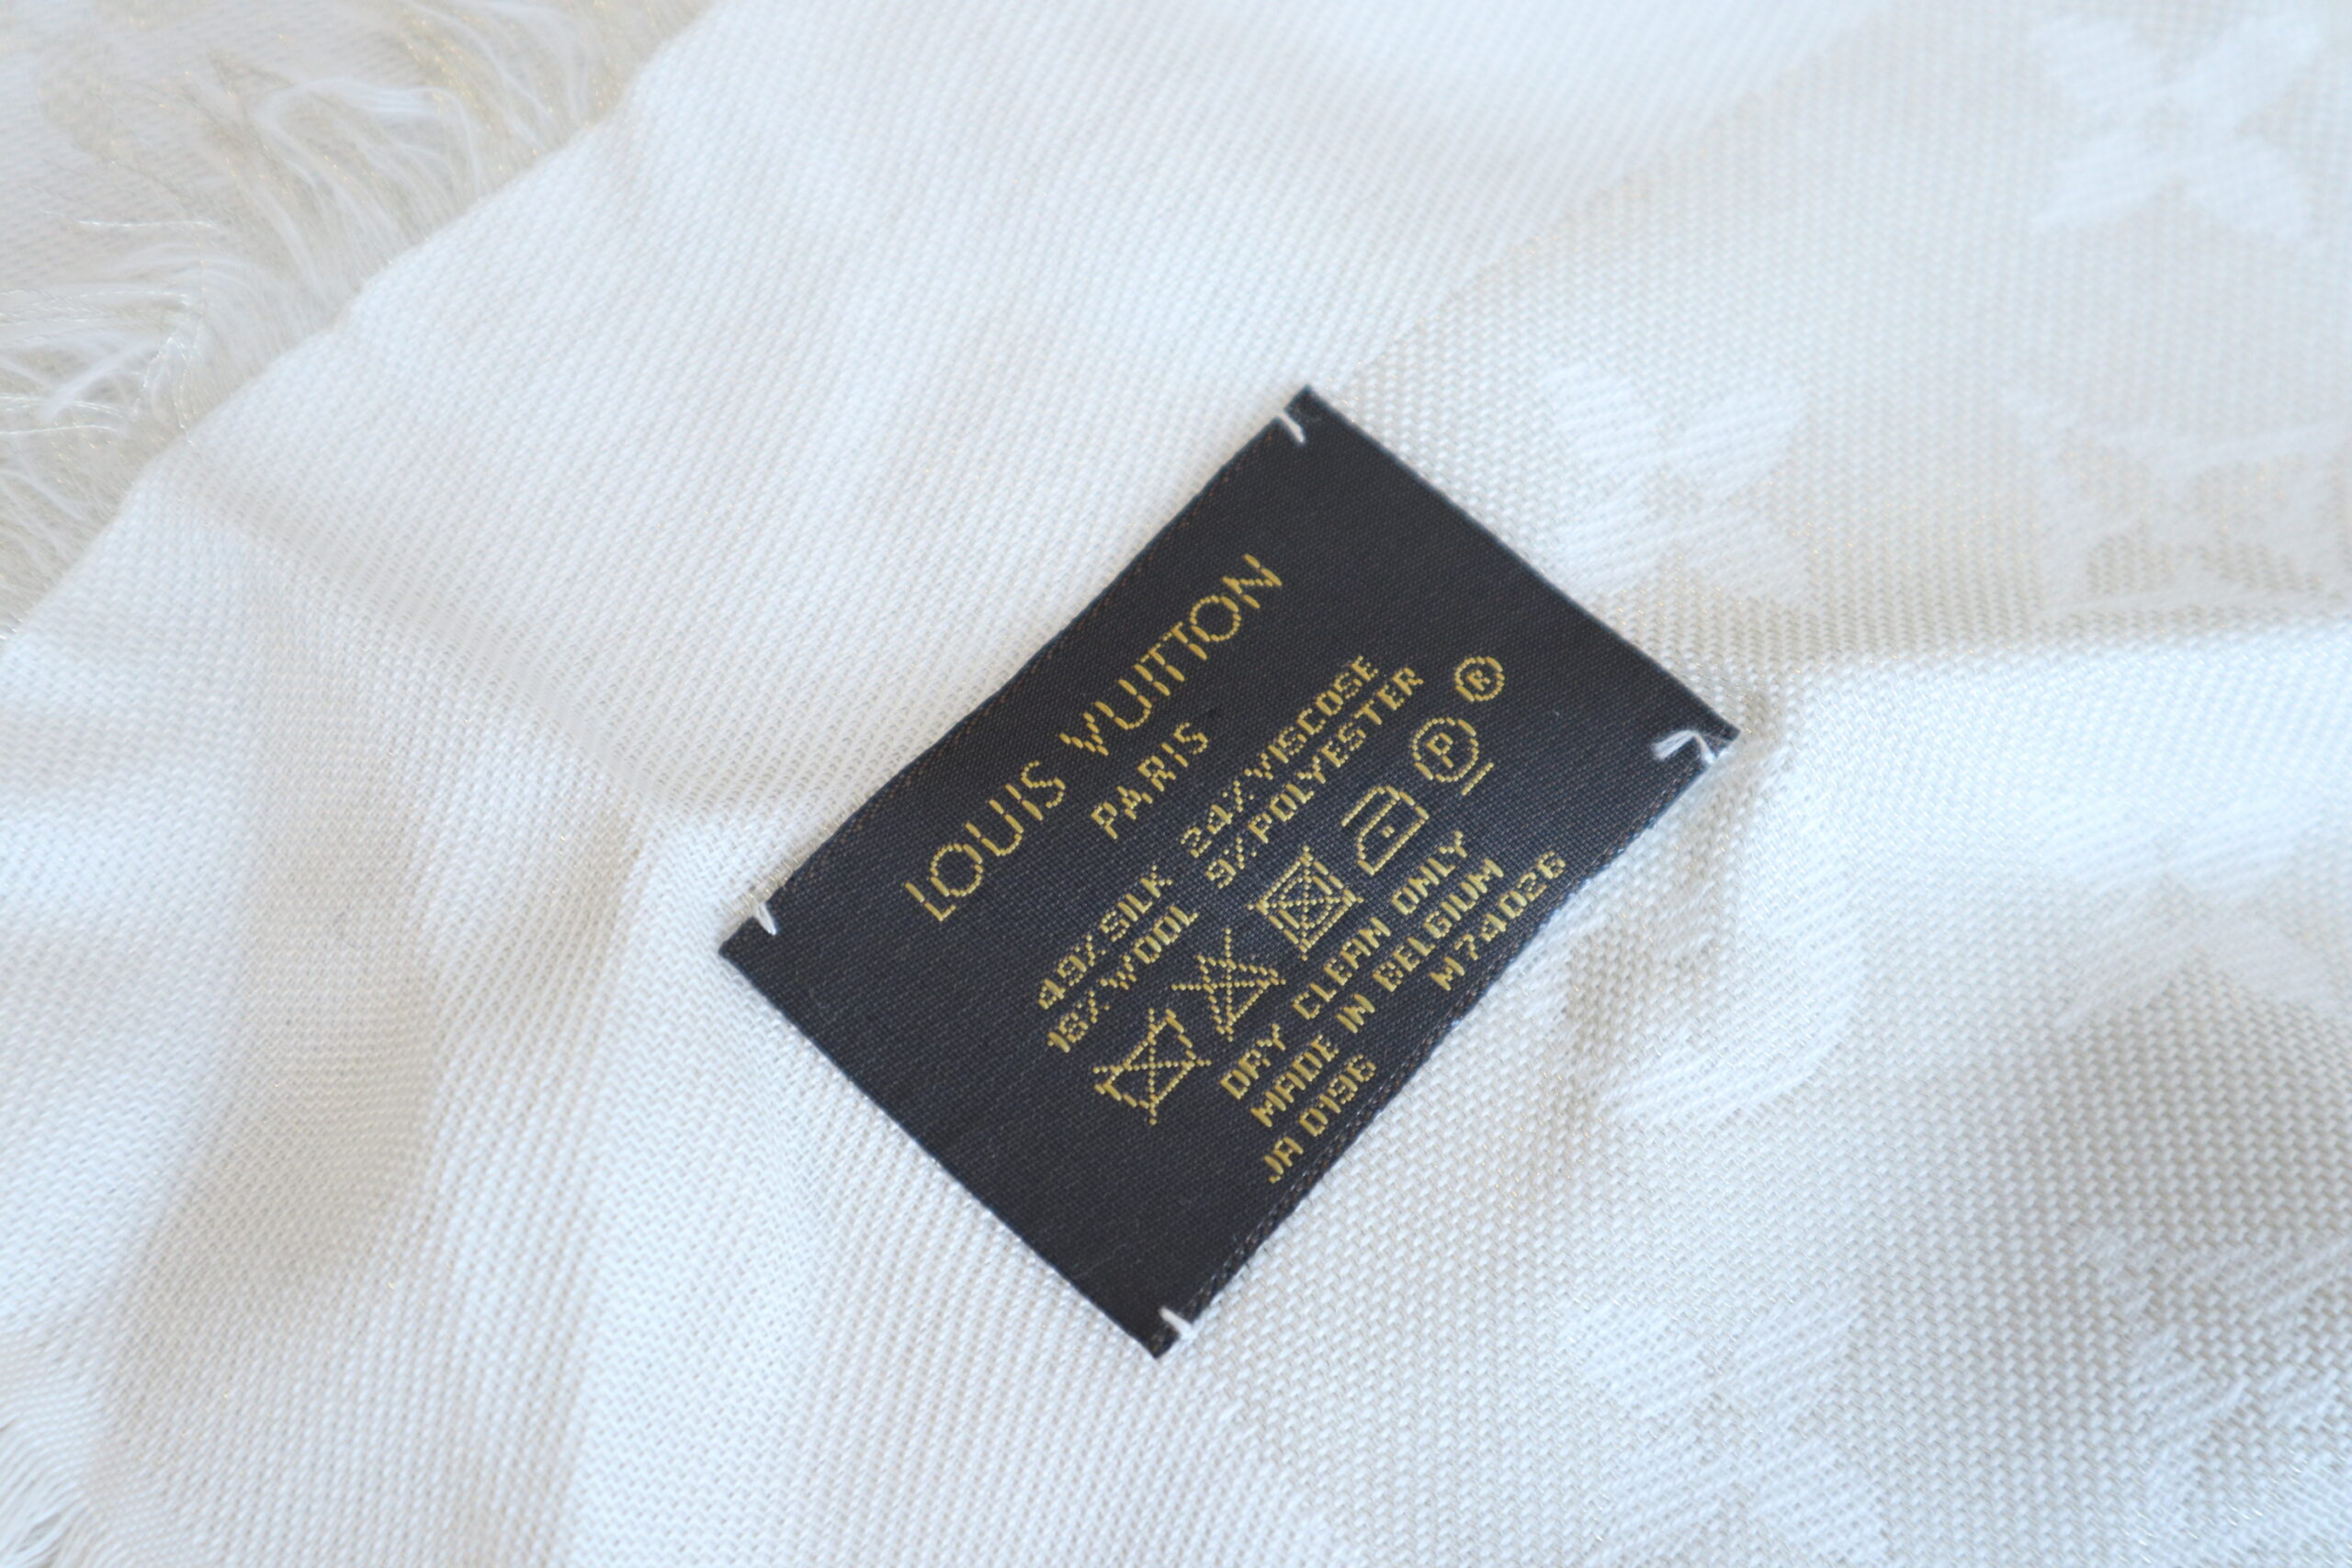 LOUIS VUITTON
PARIS
49% SILK 24% VISCOSE
18% WOOL 9% POLYESTER
P
®
DRY CLEAN ONLY
MADE IN BELGIUM
JA 0196 M74026